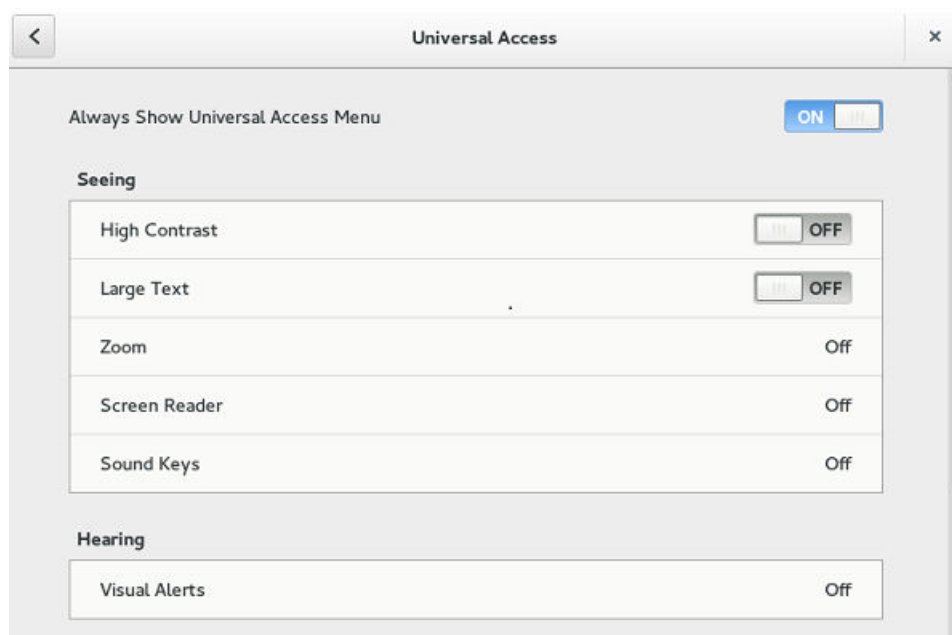 Universal Access
Always Show Universal Access Menu ON
Seeing
High Contrast OFF
Large Text OFF
Zoom Off
Screen Reader Off
Sound Keys Off
Hearing
Visual Alerts Off